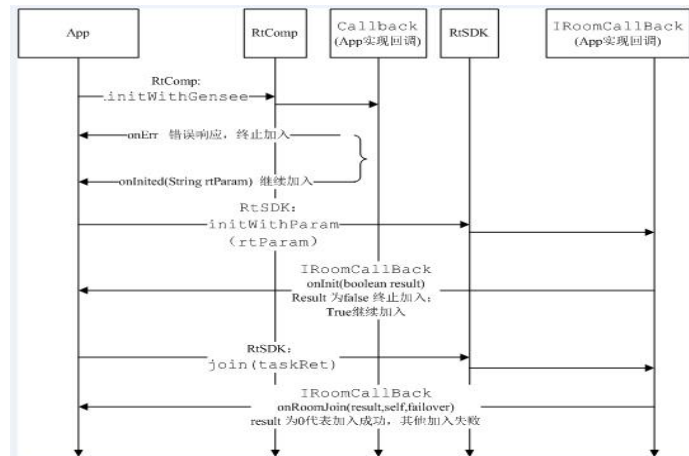 App
RtComp
Callback
(App实现回调)
RtSDK
IRoomCallBack
(App实现回调)
RtComp:
initWithGensee
onErr 错误响应，终止加入
onInited(String rtParam) 继续加入
RtSDK：
initWithParam
（rtParam）
IRoomCallBack
onInit(boolean result)
Result 为false 终止加入；
True继续加入
RtSDK：
join(taskRet)
IRoomCallBack
onRoomJoin(result,self,failover)
result 为0代表加入成功，其他加入失败